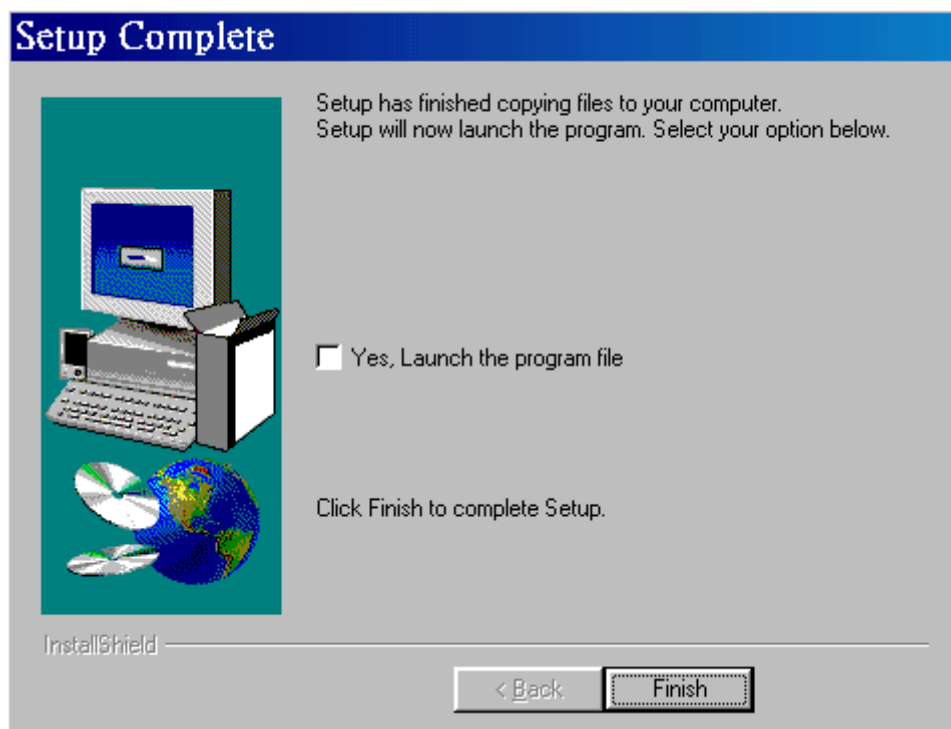 Setup Complete
Setup has finished copying files to your computer.
Setup will now launch the program. Select your option below.
Yes, Launch the program file
Click Finish to complete Setup.
InstallShield
< Back
Finish